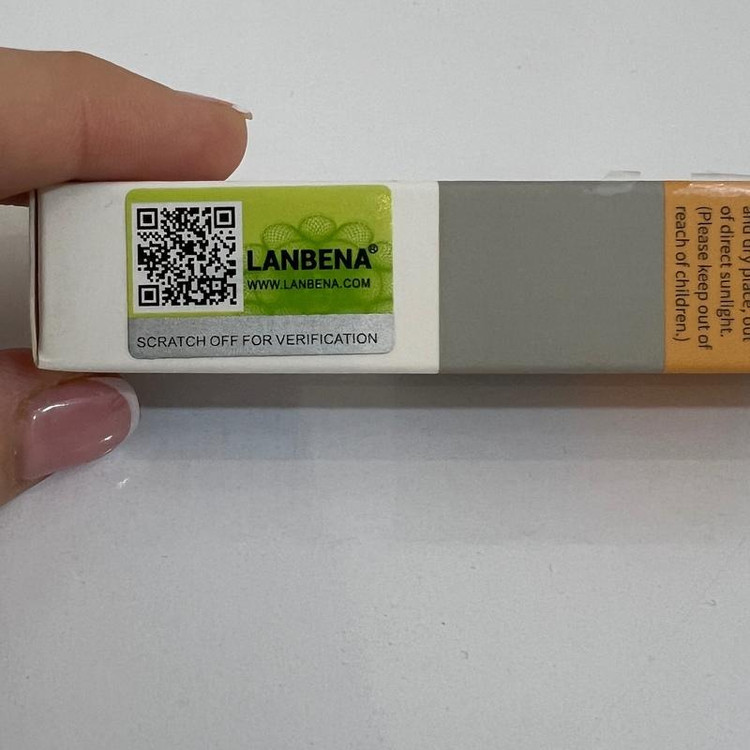 LANBENA®
WWW.LANBENA.COM
SCRATCH OFF FOR VERIFICATION
and dry place, out
of direct sunlight.
(Please keep out of
reach of children.)